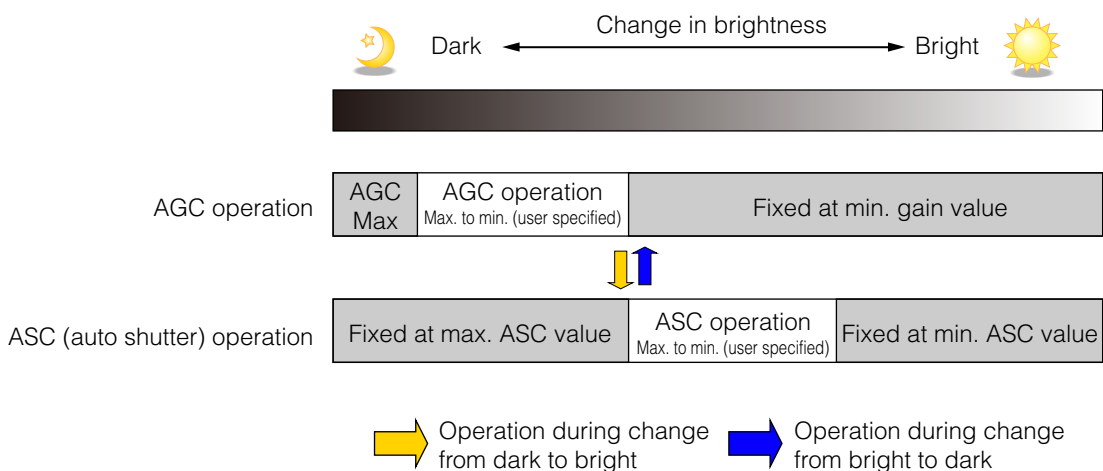 Change in brightness
Dark
Bright
AGC operation
AGC
Max
AGC operation
Max. to min. (user specified)
Fixed at min. gain value
ASC (auto shutter) operation
Fixed at max. ASC value
ASC operation
Max. to min. (user specified)
Fixed at min. ASC value
Operation during change
from dark to bright
Operation during change
from bright to dark